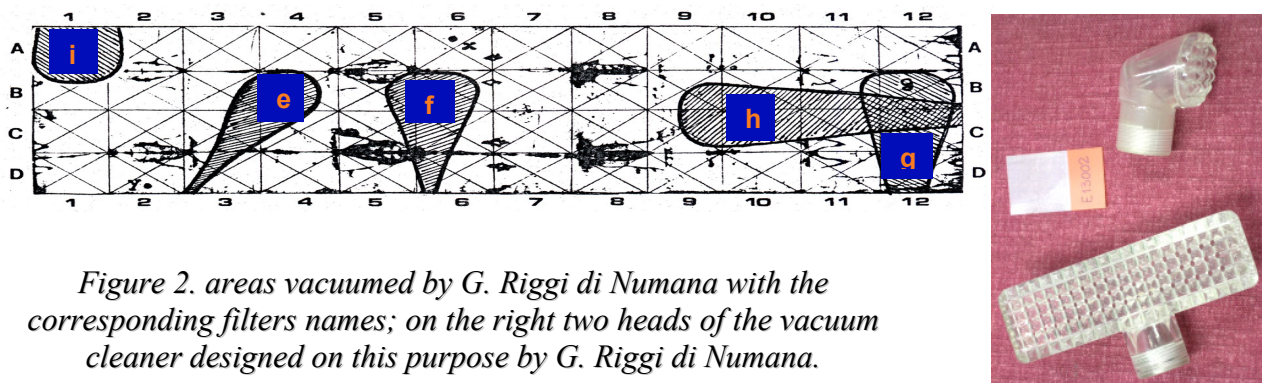 1 2 3 4 5 6 7 8 9 10 11 12
A A
i
B e f h B
C C
D g D
1 2 3 4 5 6 7 8 9 10 11 12
E13002
Figure 2. areas vacuumed by G. Riggi di Numana with the
corresponding filters names; on the right two heads of the vacuum
cleaner designed on this purpose by G. Riggi di Numana.